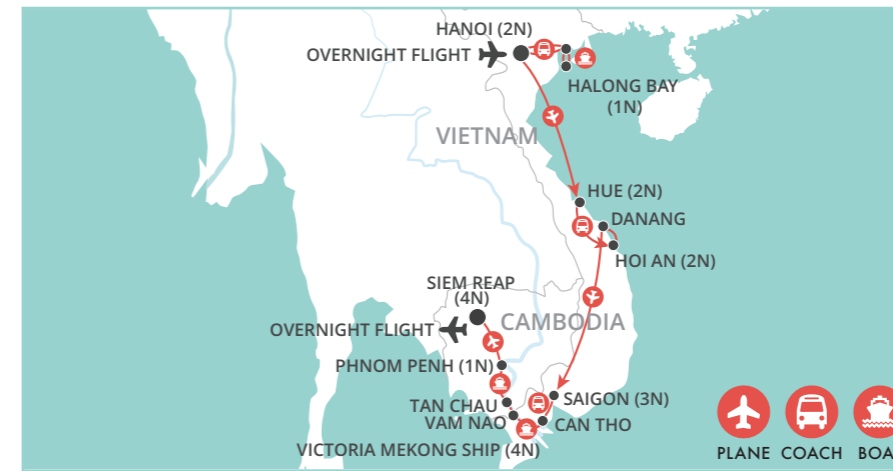 HANOI (2N)
OVERNIGHT FLIGHT
HALONG BAY
(1N)
VIETNAM
HUE (2N)
DANANG
HOI AN (2N)
SIEM REAP
(4N)
CAMBODIA
OVERNIGHT FLIGHT
PHNOM PENH (1N)
TAN CHAU
SAIGON (3N)
VAM NAO
CAN THO
VICTORIA MEKONG SHIP (4N)
PLANE COACH BOA